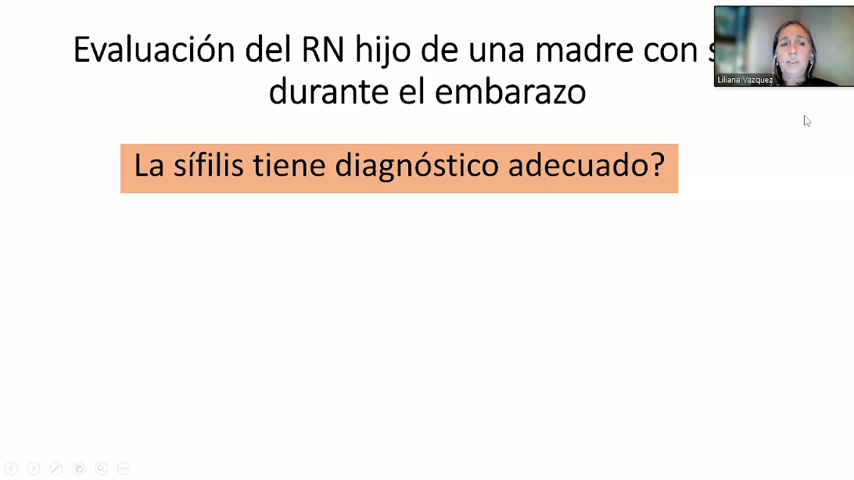 Evaluación del RN hijo de una madre con
durante el embarazo
Liliana Vazquez
La sífilis tiene diagnóstico adecuado?